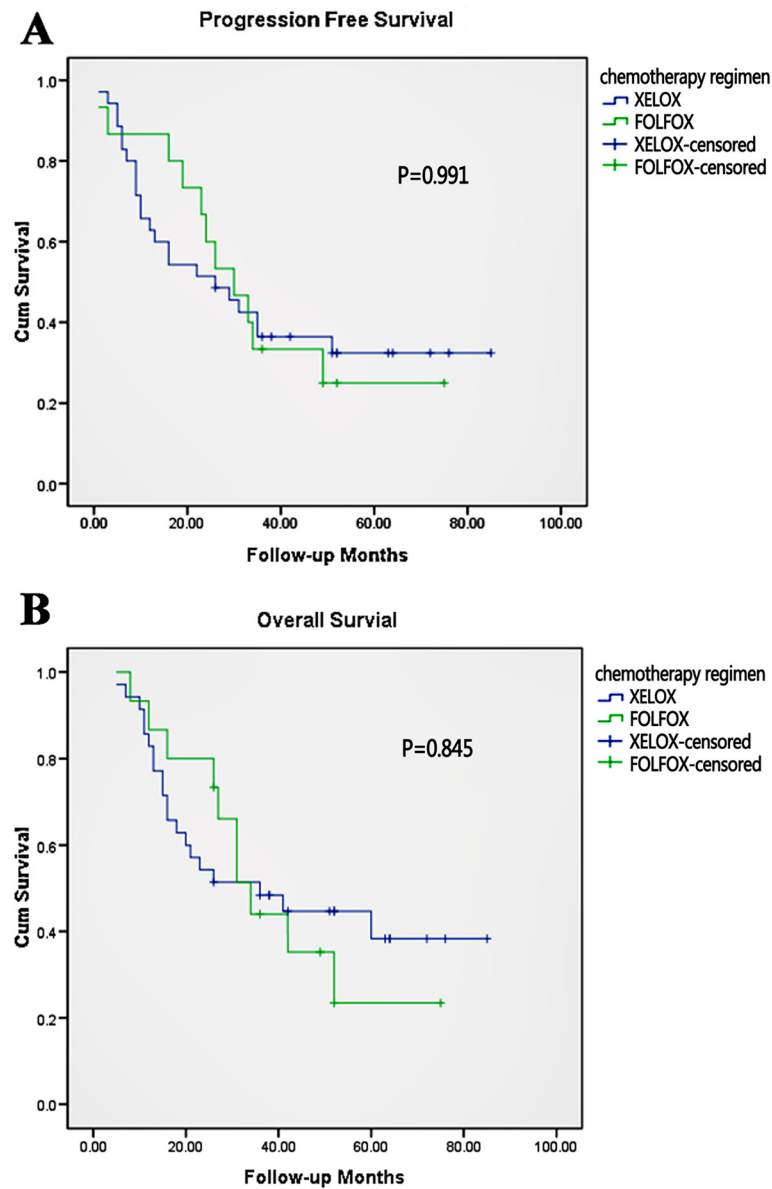 A
Progression Free Survival
chemotherapy regimen
XELOX
FOLFOX
XELOX-censored
FOLFOX-censored
P=0.991
Cum Survival
1.0
0.8
0.6
0.4
0.2
0.0
0.00 20.00 40.00 60.00 80.00 100.00
Follow-up Months
B
Overall Survial
chemotherapy regimen
XELOX
FOLFOX
XELOX-censored
FOLFOX-censored
P=0.845
Cum Survival
1.0
0.8
0.6
0.4
0.2
0.0
0.00 20.00 40.00 60.00 80.00 100.00
Follow-up Months